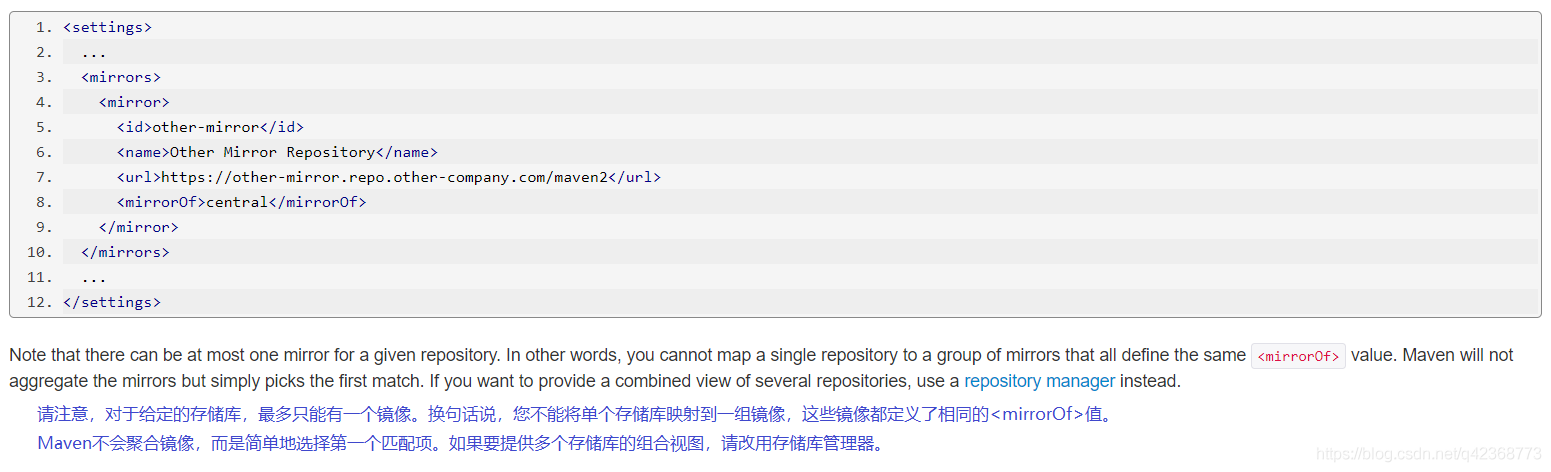 1. <settings>
2. ...
3. <mirrors>
4. <mirror>
5. <id>other-mirror</id>
6. <name>Other Mirror Repository</name>
7. <url>https://other-mirror.repo.other-company.com/maven2</url>
8. <mirrorOf>central</mirrorOf>
9. </mirror>
10. </mirrors>
11. ...
12. </settings>
Note that there can be at most one mirror for a given repository. In other words, you cannot map a single repository to a group of mirrors that all define the same <mirrorOf> value. Maven will not
aggregate the mirrors but simply picks the first match. If you want to provide a combined view of several repositories, use a repository manager instead.
请注意，对于给定的存储库，最多只能有一个镜像。换句话说，您不能将单个存储库映射到一组镜像，这些镜像都定义了相同的<mirrorOf>值。
Maven不会聚合镜像，而是简单地选择第一个匹配项。如果要提供多个存储库的组合视图，请改用存储库管理器。
https://blog.csdn.net/q42368773